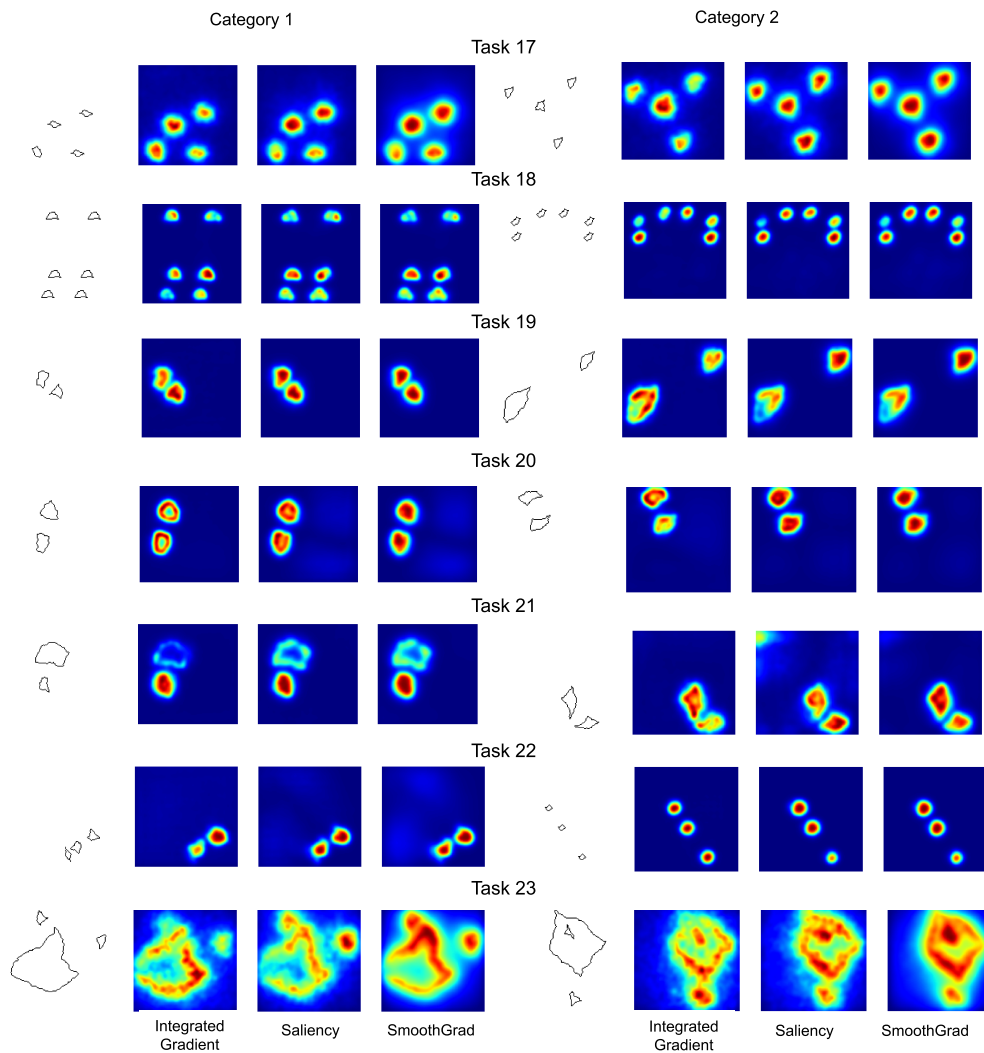 Category 1
Category 2
Task 17
Task 18
Task 19
Task 20
Task 21
Task 22
Task 23
Integrated
Gradient
Saliency
SmoothGrad
Integrated
Gradient
Saliency
SmoothGrad